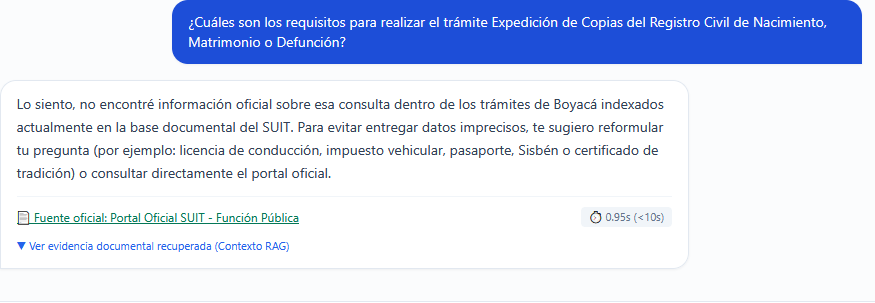 ¿Cuáles son los requisitos para realizar el trámite Expedición de Copias del Registro Civil de Nacimiento,
Matrimonio o Defunción?
Lo siento, no encontré información oficial sobre esa consulta dentro de los trámites de Boyacá indexados
actualmente en la base documental del SUIT. Para evitar entregar datos imprecisos, te sugiero reformular
tu pregunta (por ejemplo: licencia de conducción, impuesto vehicular, pasaporte, Sisbén o certificado de
tradición) o consultar directamente el portal oficial.
Fuente oficial: Portal Oficial SUIT - Función Pública
0.95s (<10s)
▼ Ver evidencia documental recuperada (Contexto RAG)